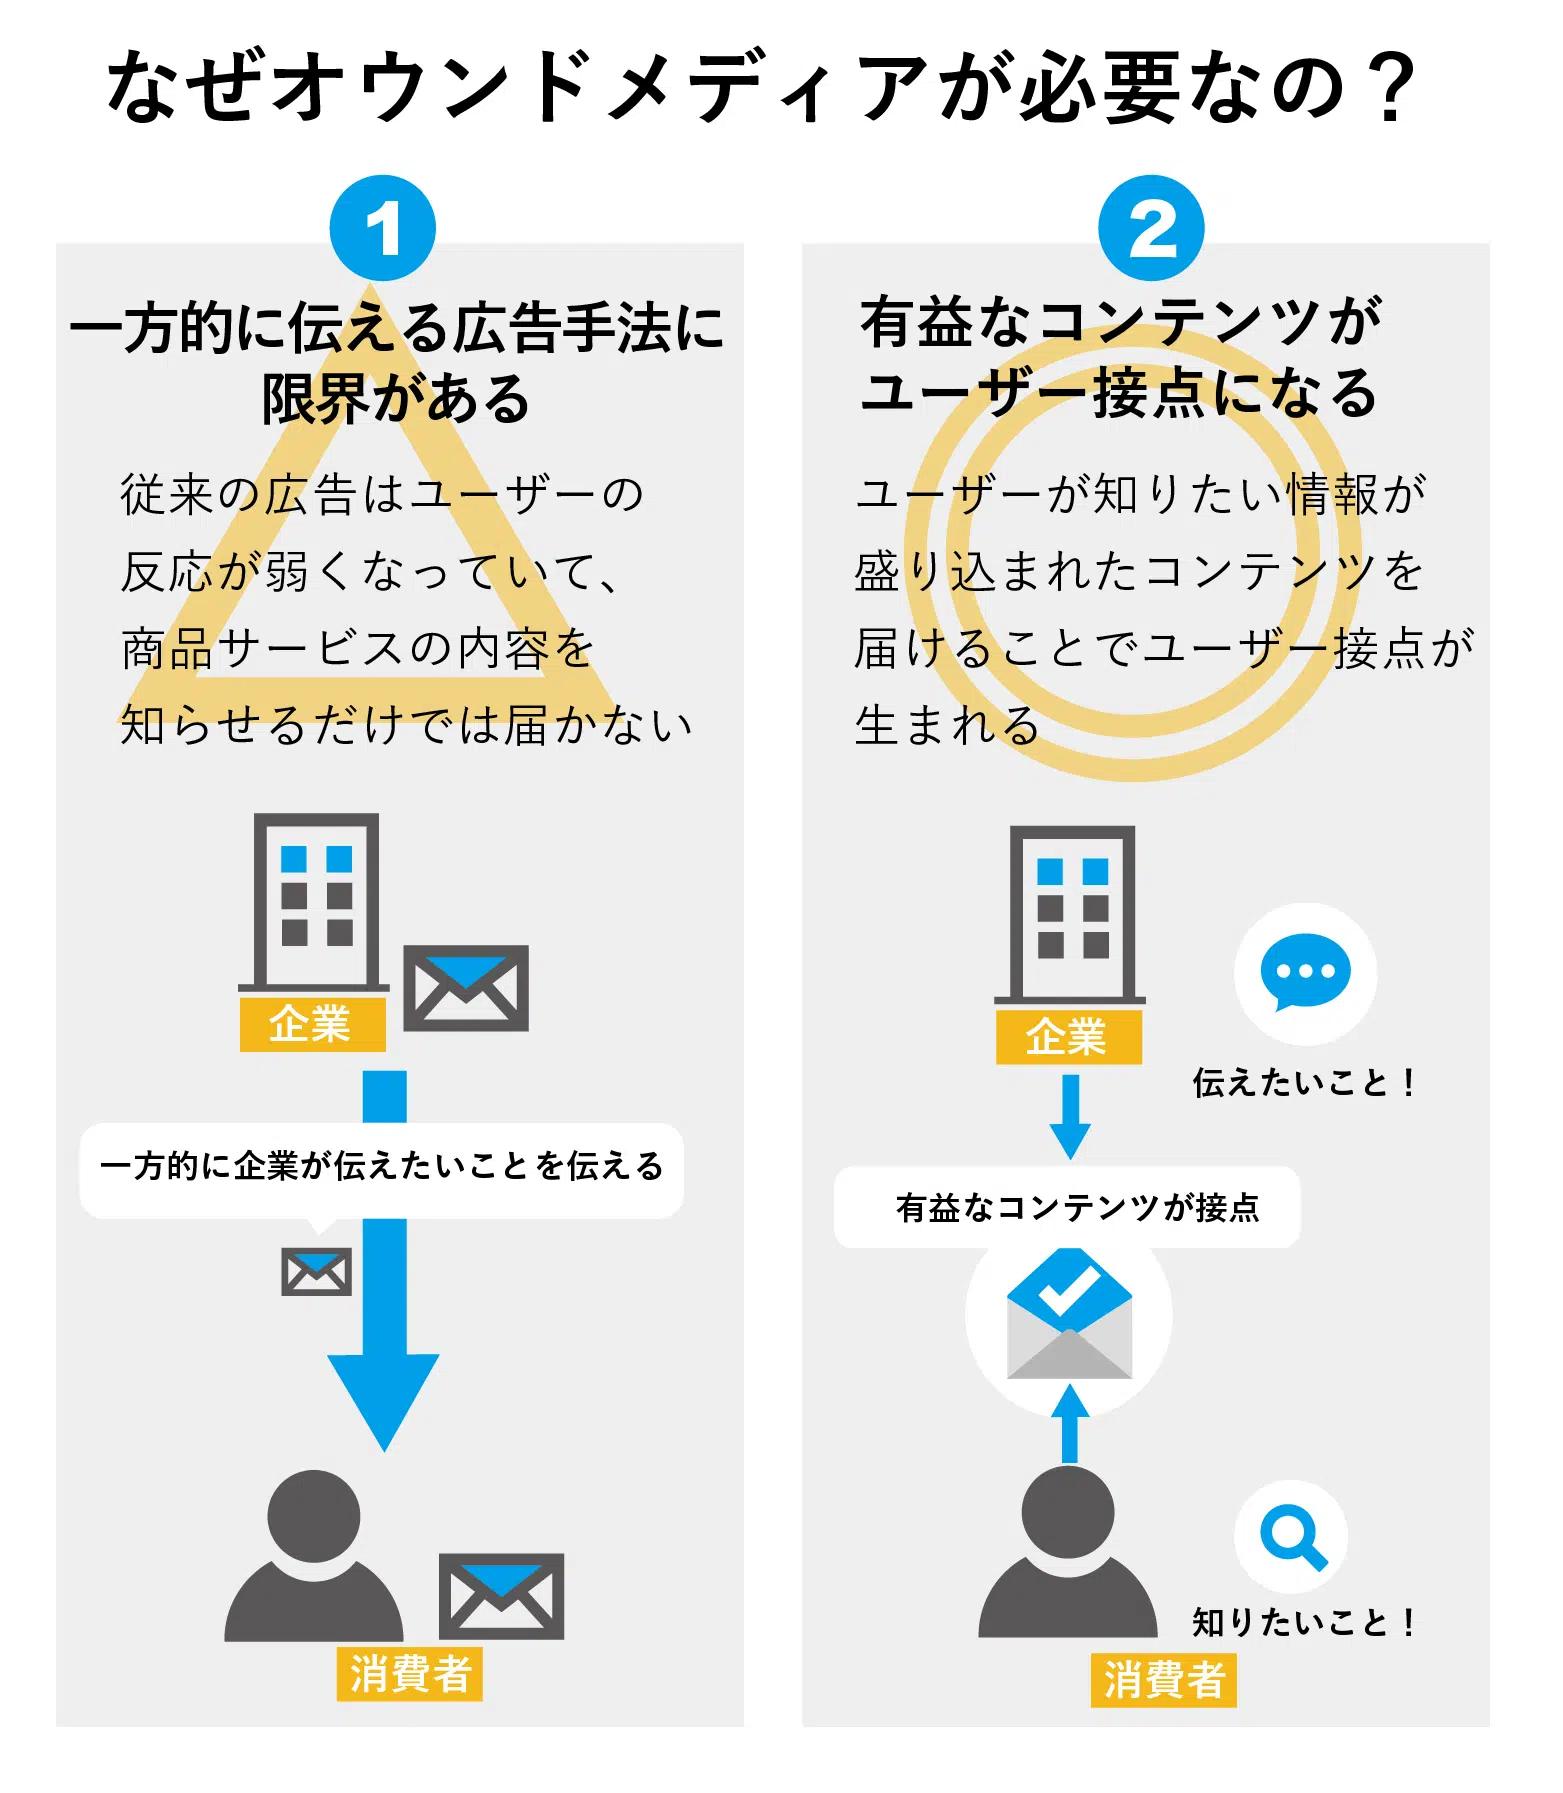 なぜオウンドメディアが必要なの？
1
一方的に伝える広告手法に
限界がある
従来の広告はユーザーの
反応が弱くなっていて、
商品サービスの内容を
知らせるだけでは届かない
企業
一方的に企業が伝えたいことを伝える
消費者
2
有益なコンテンツが
ユーザー接点になる
ユーザーが知りたい情報が
盛り込まれたコンテンツを
届けることでユーザー接点が
生まれる
企業
伝えたいこと！
有益なコンテンツが接点
知りたいこと！
消費者